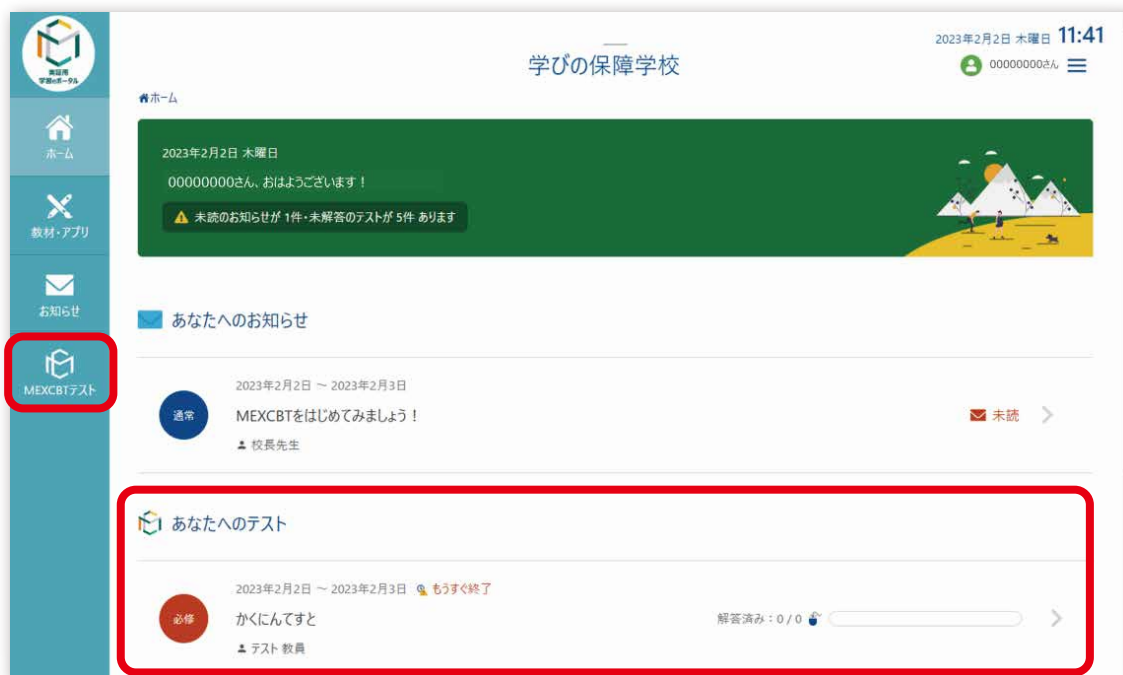 実証用
学習eポータル
ホーム
教材・アプリ
お知らせ
MEXCBTテスト
学びの保障学校
2023年2月2日 木曜日 11:41
00000000さん
ホーム
2023年2月2日 木曜日
00000000さん、おはようございます！
未読のお知らせが 1件・未解答のテストが 5件 あります
あなたへのお知らせ
2023年2月2日 ～ 2023年2月3日
通常
MEXCBTをはじめてみましょう！
校長先生
未読
あなたへのテスト
2023年2月2日 ～ 2023年2月3日 もうすぐ終了
必修
かくにんてすと
テスト 教員
解答済み：0 / 0